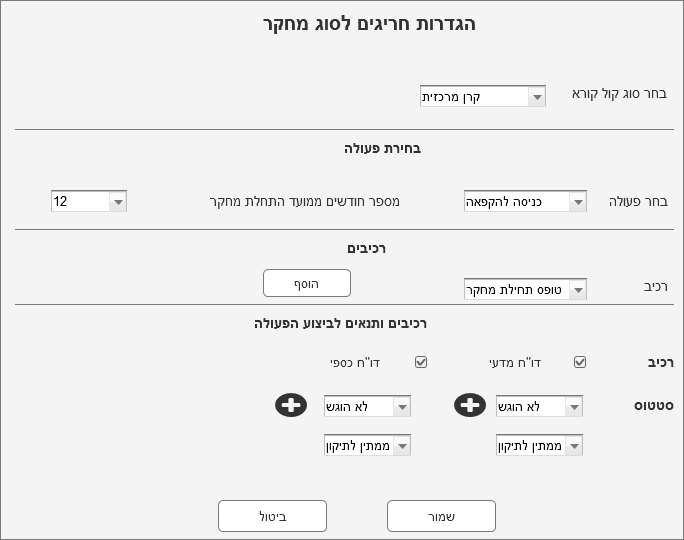 הגדרות חריגים לסוג מחקר
בחר סוג קול קורא קרן מרכזית
בחירת פעולה
בחר פעולה כניסה להקפאה מספר חודשים ממועד התחלת מחקר 12
רכיבים
רכיב טופס תחילת מחקר הוסף
רכיבים ותנאים לביצוע הפעולה
רכיב דו"ח מדעי דו"ח כספי
סטטוס לא הוגש לא הוגש
ממתין לתיקון ממתין לתיקון
שמור ביטול